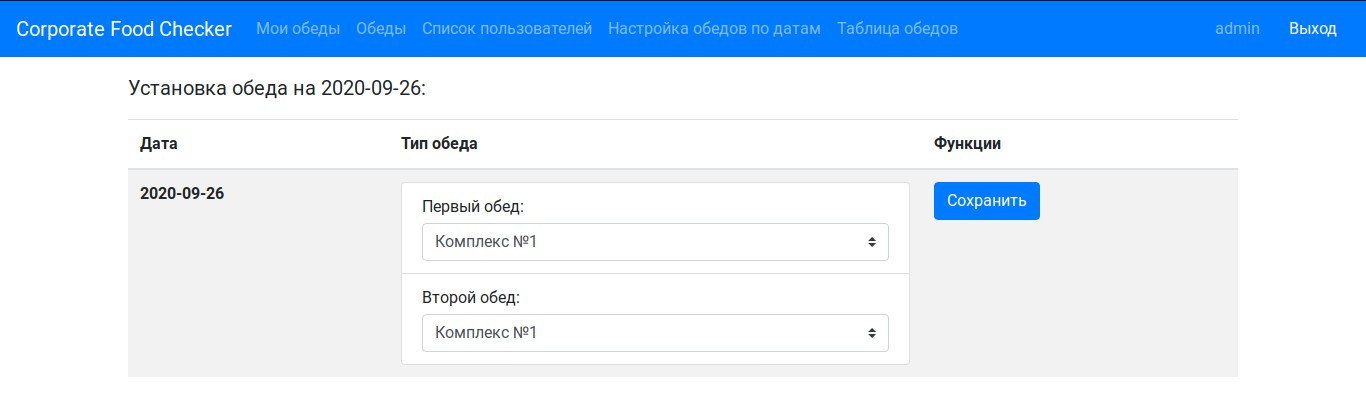 Corporate Food Checker Мои обеды Обеды Список пользователей Настройка обедов по датам Таблица обедов admin Выход
Установка обеда на 2020-09-26:
Дата Тип обеда Функции
2020-09-26
Первый обед:
Комплекс №1
Сохранить
Второй обед:
Комплекс №1